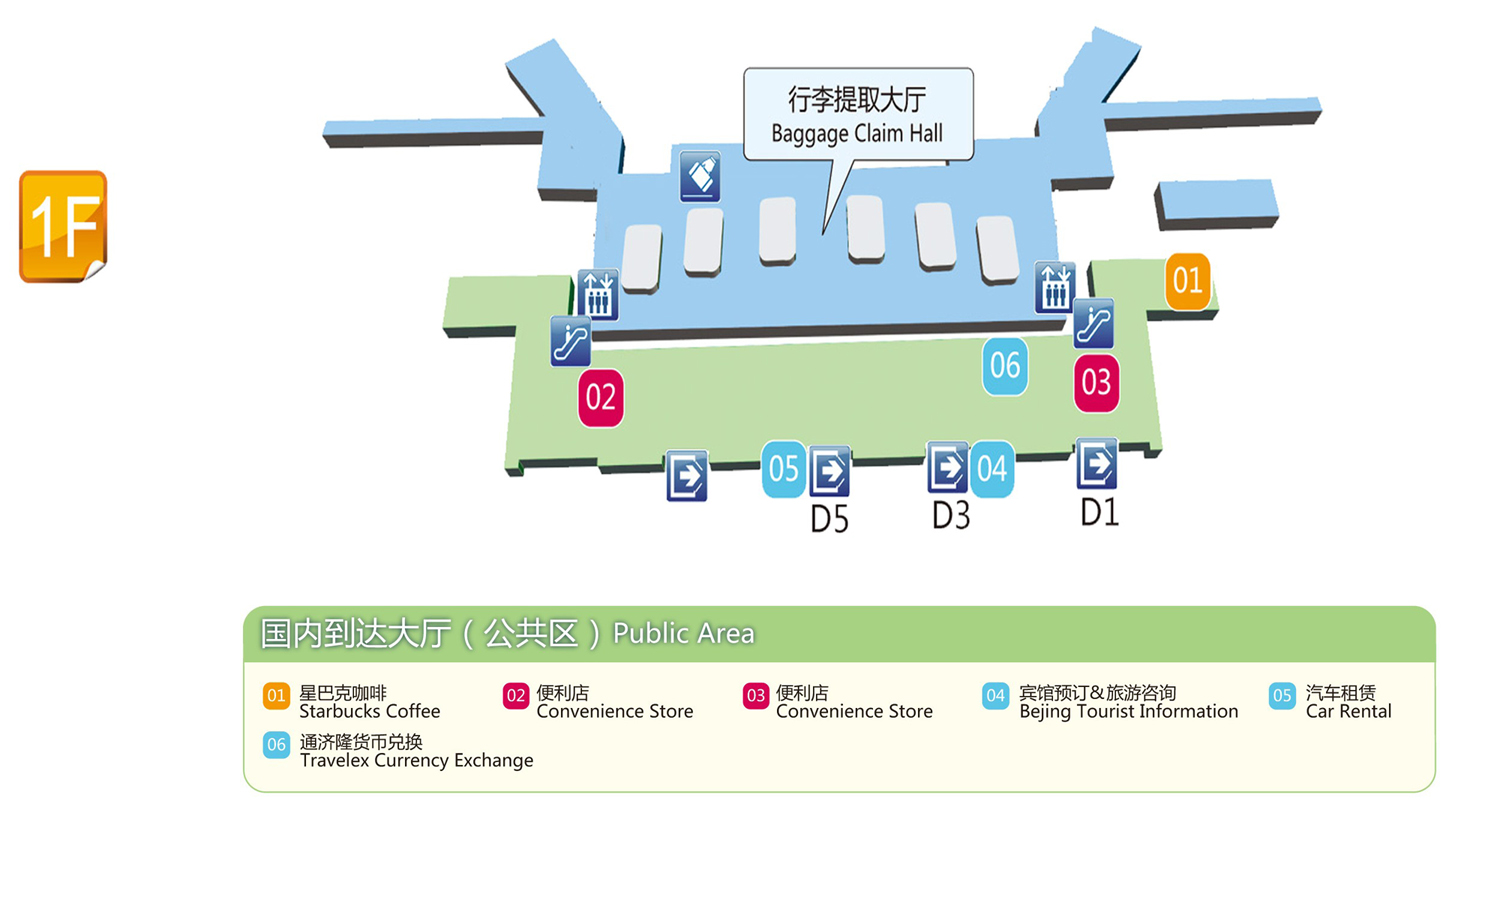 行李提取大厅
Baggage Claim Hall
1F
01
06
03
02
05
04
D5
D3
D1
国内到达大厅（公共区）Public Area
01 星巴克咖啡
Starbucks Coffee
02 便利店
Convenience Store
03 便利店
Convenience Store
04 宾馆预订&旅游咨询
Bejing Tourist Information
05 汽车租赁
Car Rental
06 通济隆货币兑换
Travelex Currency Exchange